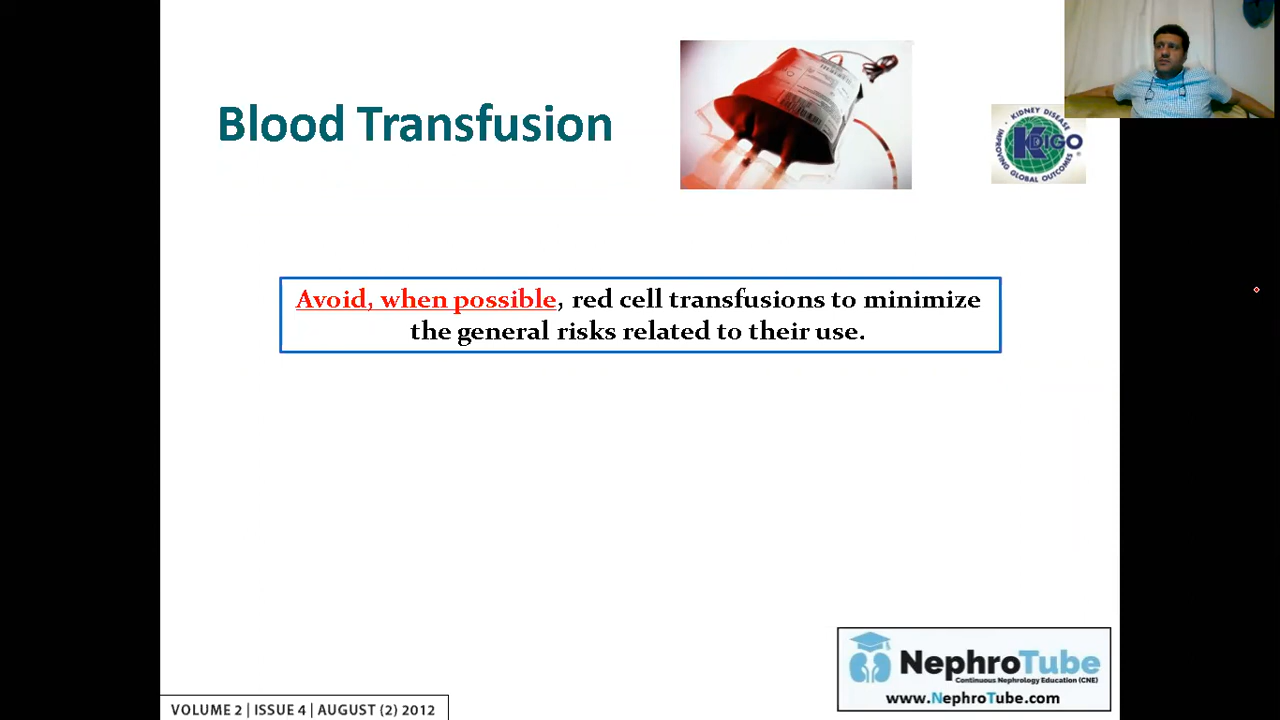 Blood Transfusion
KIDNEY DISEASE
KDIGO
IMPROVING GLOBAL OUTCOMES
Avoid, when possible, red cell transfusions to minimize
the general risks related to their use.
NephroTube
Continuous Nephrology Education (CNE)
www.NephroTube.com
VOLUME 2 | ISSUE 4 | AUGUST (2) 2012